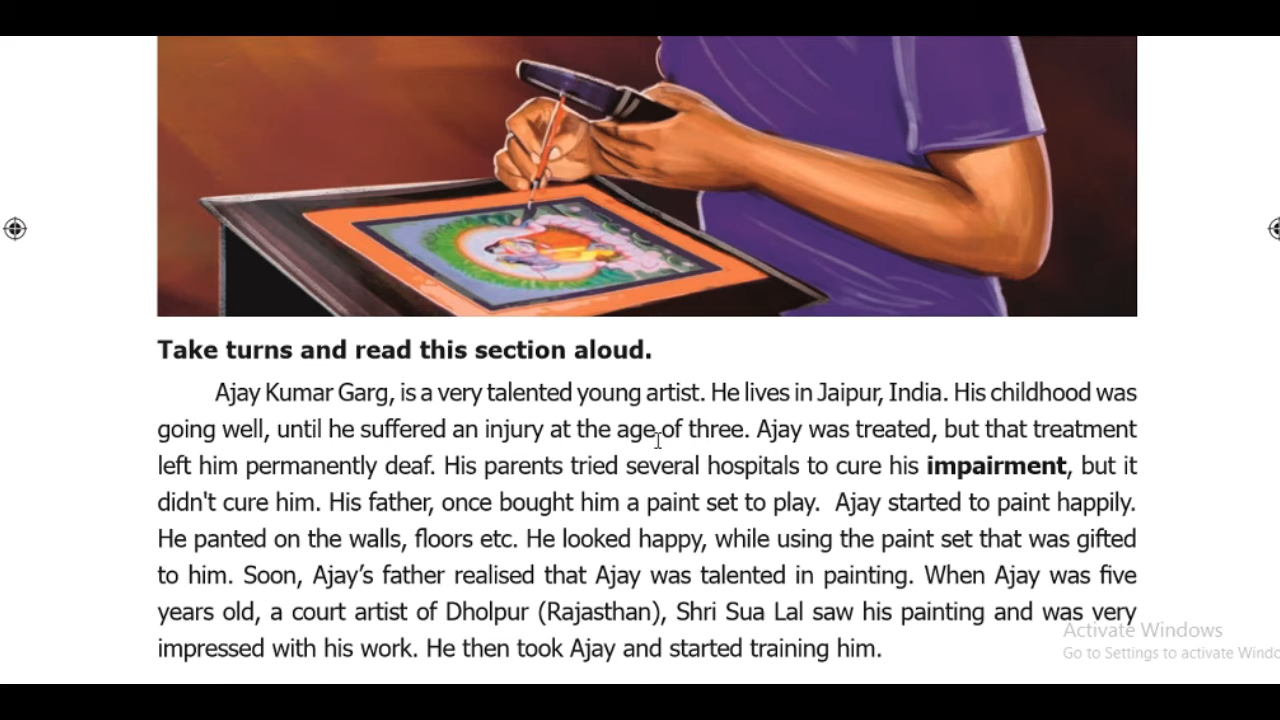 Take turns and read this section aloud.
Ajay Kumar Garg, is a very talented young artist. He lives in Jaipur, India. His childhood was
going well, until he suffered an injury at the age of three. Ajay was treated, but that treatment
left him permanently deaf. His parents tried several hospitals to cure his impairment, but it
didn't cure him. His father, once bought him a paint set to play. Ajay started to paint happily.
He panted on the walls, floors etc. He looked happy, while using the paint set that was gifted
to him. Soon, Ajay’s father realised that Ajay was talented in painting. When Ajay was five
years old, a court artist of Dholpur (Rajasthan), Shri Sua Lal saw his painting and was very
impressed with his work. He then took Ajay and started training him.
Activate Windows
Go to Settings to activate Windo